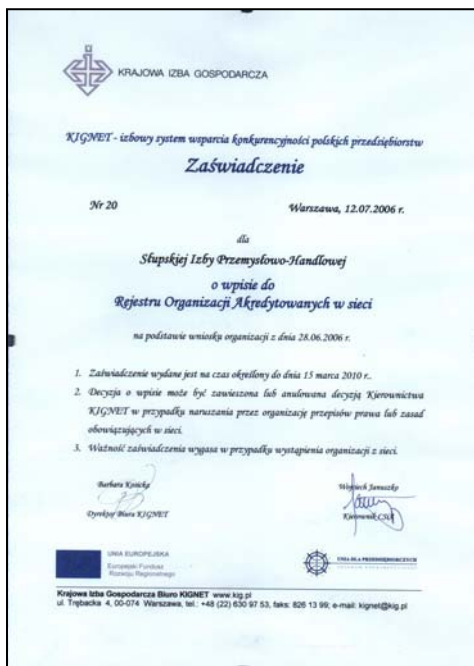 KRAJOWA IZBA GOSPODARCZA
KIGNET - izbowy system wsparcia konkurencyjności polskich przedsiębiorstw
Zaświadczenie
Nr 20
Warszawa, 12.07.2006 r.
dla
Słupskiej Izby Przemysłowo-Handlowej
o wpisie do
Rejestru Organizacji Akredytowanych w sieci
na podstawie wniosku organizacji z dnia 28.06.2006 r.
1. Zaświadczenie wydane jest na czas określony do dnia 15 marca 2010 r..
2. Decyzja o wpisie może być zawieszona lub anulowana decyzją Kierownictwa
KIGNET w przypadku naruszania przez organizację przepisów prawa lub zasad
obowiązujących w sieci.
3. Ważność zaświadczenia wygasa w przypadku wystąpienia organizacji z sieci.
Barbara
Wojciech Januszko
Dyrektor Biura KIGNET
Kierownik CSO
UNIA EUROPEJSKA
Europejski Fundusz
Rozwoju Regionalnego
UNIA DLA PRZEDSIĘBIORCZYCH
Krajowa Izba Gospodarcza Biuro KIGNET www.kig.pl
ul. Trębacka 4, 00-074 Warszawa, tel.: +48 (22) 630 97 53, faks: 826 13 99; e-mail: kignet@kig.pl